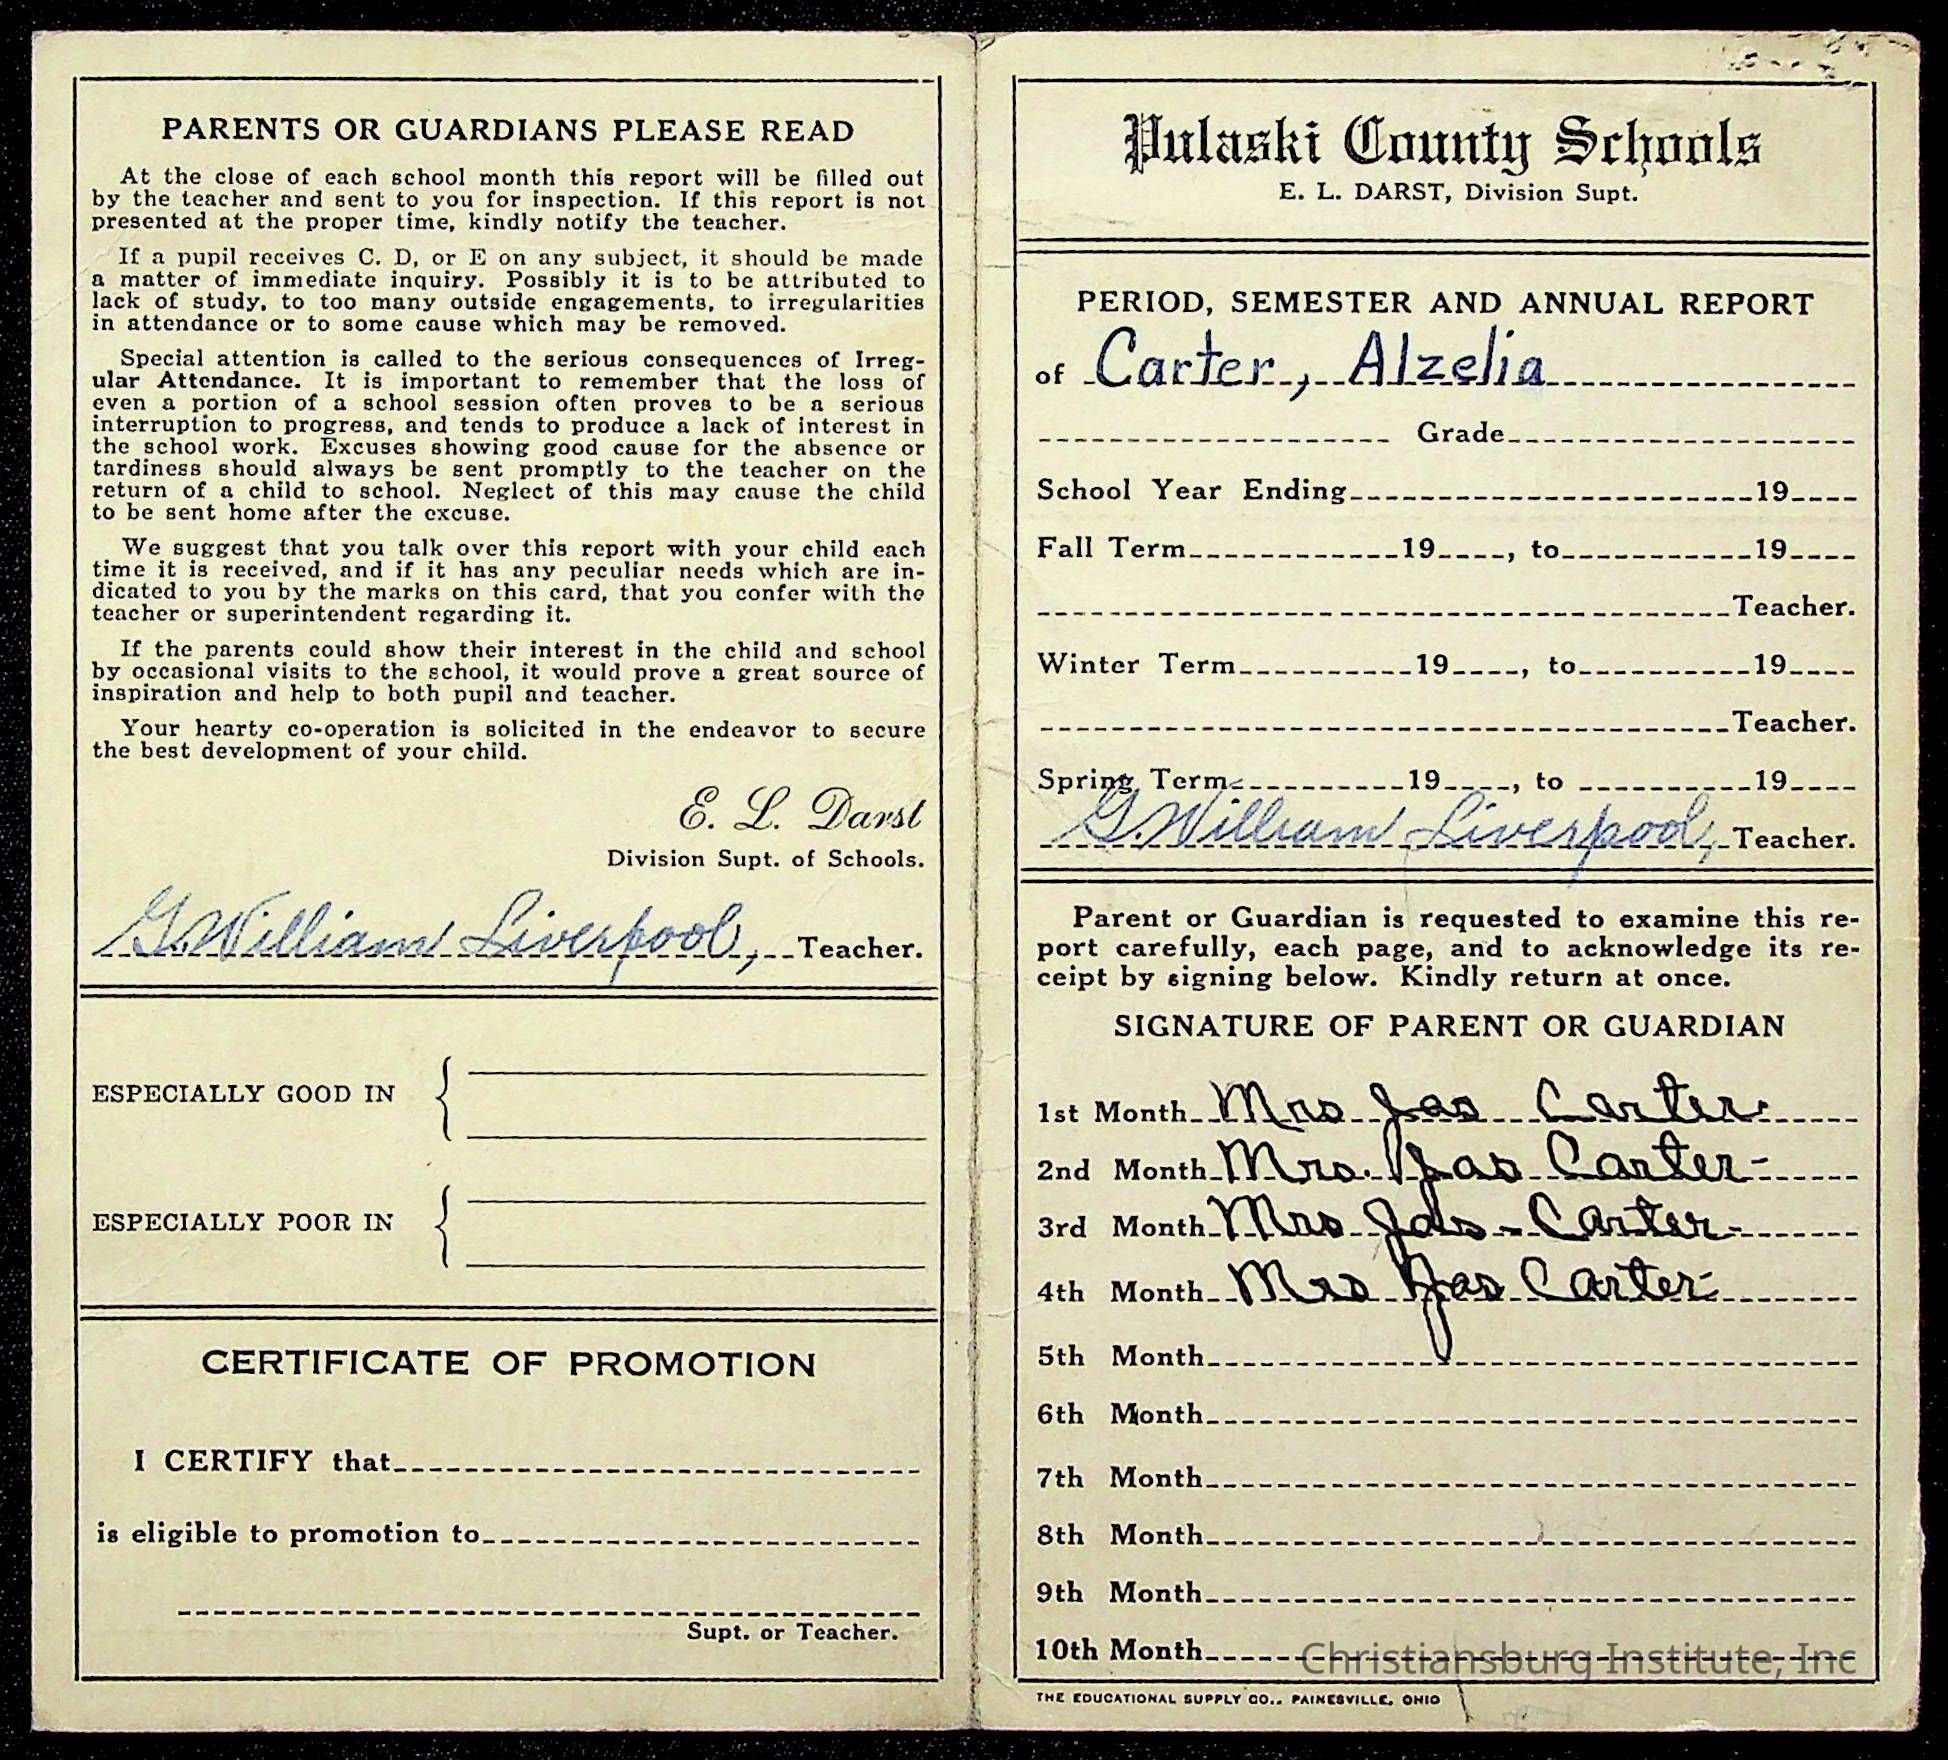 PARENTS OR GUARDIANS PLEASE READ
At the close of each school month this report will be filled out
by the teacher and sent to you for inspection. If this report is not
presented at the proper time, kindly notify the teacher.
If a pupil receives C. D, or E on any subject, it should be made
a matter of immediate inquiry. Possibly it is to be attributed to
lack of study, to too many outside engagements, to irregularities
in attendance or to some cause which may be removed.
Special attention is called to the serious consequences of Irreg-
ular Attendance. It is important to remember that the loss of
even a portion of a school session often proves to be a serious
interruption to progress, and tends to produce a lack of interest in
the school work. Excuses showing good cause for the absence or
tardiness should always be sent promptly to the teacher on the
return of a child to school. Neglect of this may cause the child
to be sent home after the excuse.
We suggest that you talk over this report with your child each
time it is received, and if it has any peculiar needs which are in-
dicated to you by the marks on this card, that you confer with the
teacher or superintendent regarding it.
If the parents could show their interest in the child and school
by occasional visits to the school, it would prove a great source of
inspiration and help to both pupil and teacher.
Your hearty co-operation is solicited in the endeavor to secure
the best development of your child.
E. L. Darst
Division Supt. of Schools.
G. William Liverpool, Teacher.
ESPECIALLY GOOD IN
ESPECIALLY POOR IN
CERTIFICATE OF PROMOTION
I CERTIFY that
is eligible to promotion to
Supt. or Teacher.
Pulaski County Schools
E. L. DARST, Division Supt.
PERIOD, SEMESTER AND ANNUAL REPORT
of Carter, Alzelia
Grade
School Year Ending 19
Fall Term 19 , to 19
Teacher.
Winter Term 19 , to 19
Teacher.
Spring Term 19 , to 19
G. William Liverpool, Teacher.
Parent or Guardian is requested to examine this re-
port carefully, each page, and to acknowledge its re-
ceipt by signing below. Kindly return at once.
SIGNATURE OF PARENT OR GUARDIAN
1st Month Mrs Jas Carter
2nd Month Mrs. Jas Carter
3rd Month Mrs Jas - Carter
4th Month Mrs Jas Carter
5th Month
6th Month
7th Month
8th Month
9th Month
10th Month
Christiansburg Institute, Inc
THE EDUCATIONAL SUPPLY CO., PAINESVILLE, OHIO